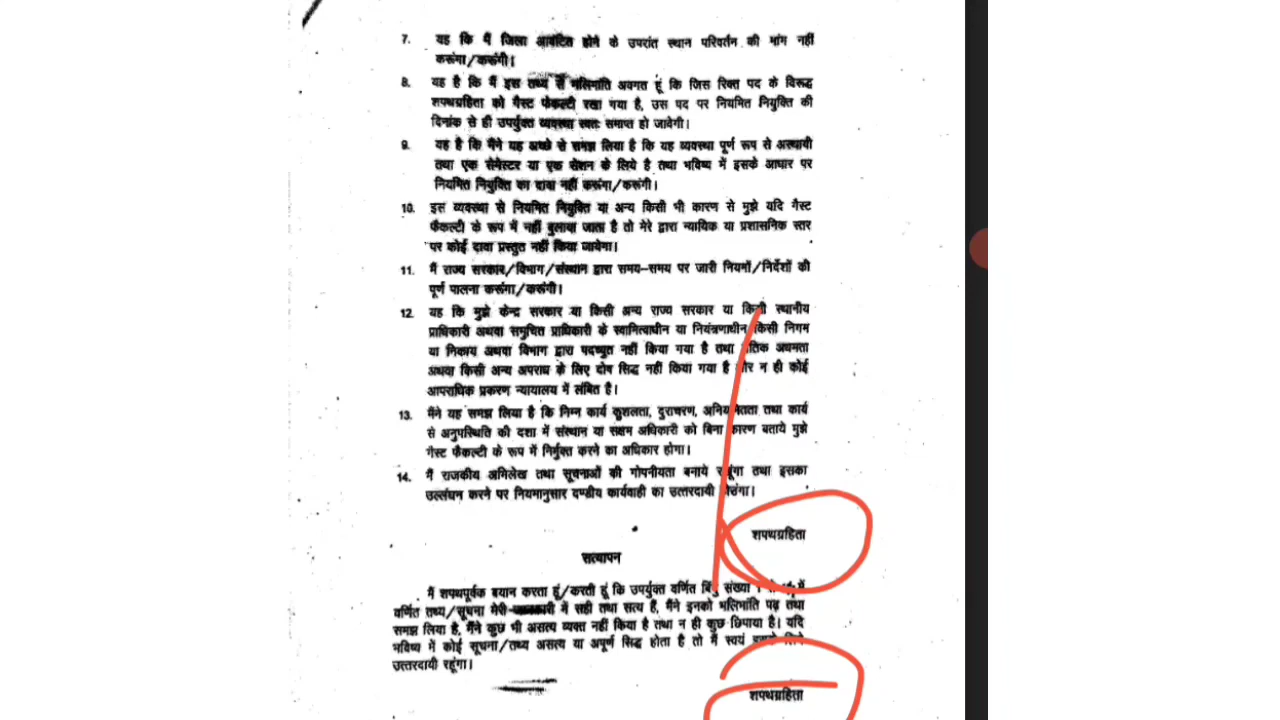 7. यह कि मैं जिला आवंटित होने के उपरांत स्थान परिवर्तन की मांग नहीं
करूंगा/करूंगी।
8. यह है कि मैं इस तथ्य से भलिभांति अवगत हूं कि जिस रिक्त पद के विरूद्ध
शपथग्रहिता को गैस्ट फैकल्टी रखा गया है, उस पद पर नियमित नियुक्ति की
दिनांक से ही उपर्युक्त व्यवस्था स्वतः समाप्त हो जावेगी।
9. यह है कि मैंने यह अच्छे से समझ लिया है कि यह व्यवस्था पूर्ण रूप से अस्थायी
तथा एक सेमेस्टर या एक सेशन के लिये है तथा भविष्य में इसके आधार पर
नियमित नियुक्ति का दावा नहीं करूंगा/करूंगी।
10. इस व्यवस्था से नियमित नियुक्ति या अन्य किसी भी कारण से मुझे यदि गैस्ट
फैकल्टी के रूप में नहीं बुलाया जाता है तो मेरे द्वारा न्यायिक या प्रशासनिक स्तर
पर कोई दावा प्रस्तुत नहीं किया जायेगा।
11. मैं राज्य सरकार/विभाग/संस्थान द्वारा समय-समय पर जारी नियमों/निर्देशों की
पूर्ण पालना करूंगा/करूंगी।
12. यह कि मुझे केन्द्र सरकार या किसी अन्य राज्य सरकार या किसी स्थानीय
प्राधिकारी अथवा समुचित प्राधिकारी के स्वामित्वाधीन या नियंत्रणाधीन किसी निगम
या निकाय अथवा विभाग द्वारा पदच्युत नहीं किया गया है तथा नैतिक अधमता
अथवा किसी अन्य अपराध के लिए दोष सिद्ध नहीं किया गया है और न ही कोई
आपराधिक प्रकरण न्यायालय में लंबित है।
13. मैंने यह समझ लिया है कि निम्न कार्य कुशलता, दुराचरण, अनियमितता तथा कार्य
से अनुपस्थिति की दशा में संस्थान या सक्षम अधिकारी को बिना कारण बताये मुझे
गैस्ट फैकल्टी के रूप में निर्मुक्त करने का अधिकार होगा।
14. मैं राजकीय अभिलेख तथा सूचनाओं की गोपनीयता बनाये रखूंगा तथा इसका
उल्लंघन करने पर नियमानुसार दण्डीय कार्यवाही का उत्तरदायी होउंगा।
शपथग्रहिता
सत्यापन
मैं शपथपूर्वक बयान करता हूं/करती हूं कि उपर्युक्त वर्णित बिंदु संख्या 1 से में
वर्णित तथ्य/सूचना मेरी जानकारी में सही तथा सत्य है, मैंने इनको भलिभांति पढ़ तथा
समझ लिया है, मैंने कुछ भी असत्य व्यक्त नहीं किया है तथा न ही कुछ छिपाया है। यदि
भविष्य में कोई सूचना/तथ्य असत्य या अपूर्ण सिद्ध होता है तो मैं स्वयं इसके लिये
उत्तरदायी रहूंगा।
शपथग्रहिता